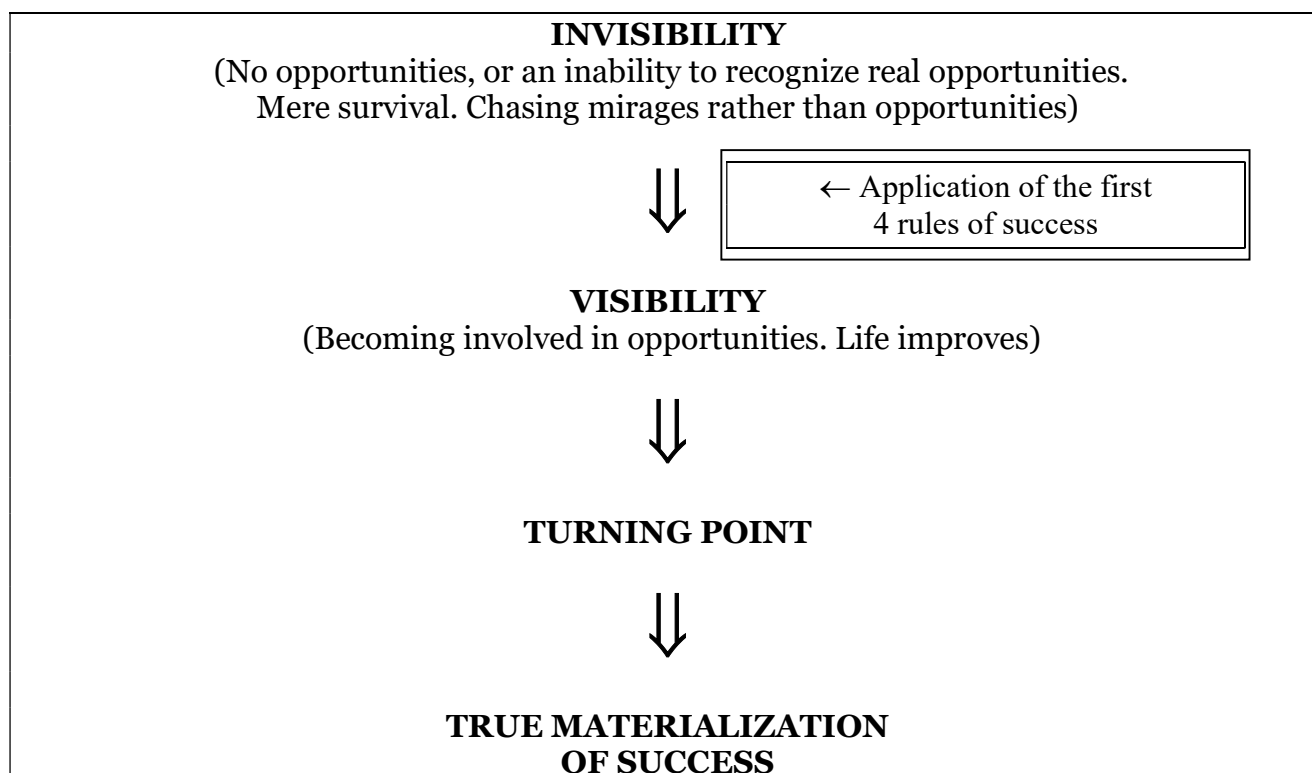 INVISIBILITY
(No opportunities, or an inability to recognize real opportunities.
Mere survival. Chasing mirages rather than opportunities)
⇓
← Application of the first
4 rules of success
VISIBILITY
(Becoming involved in opportunities. Life improves)
⇓
TURNING POINT
⇓
TRUE MATERIALIZATION
OF SUCCESS